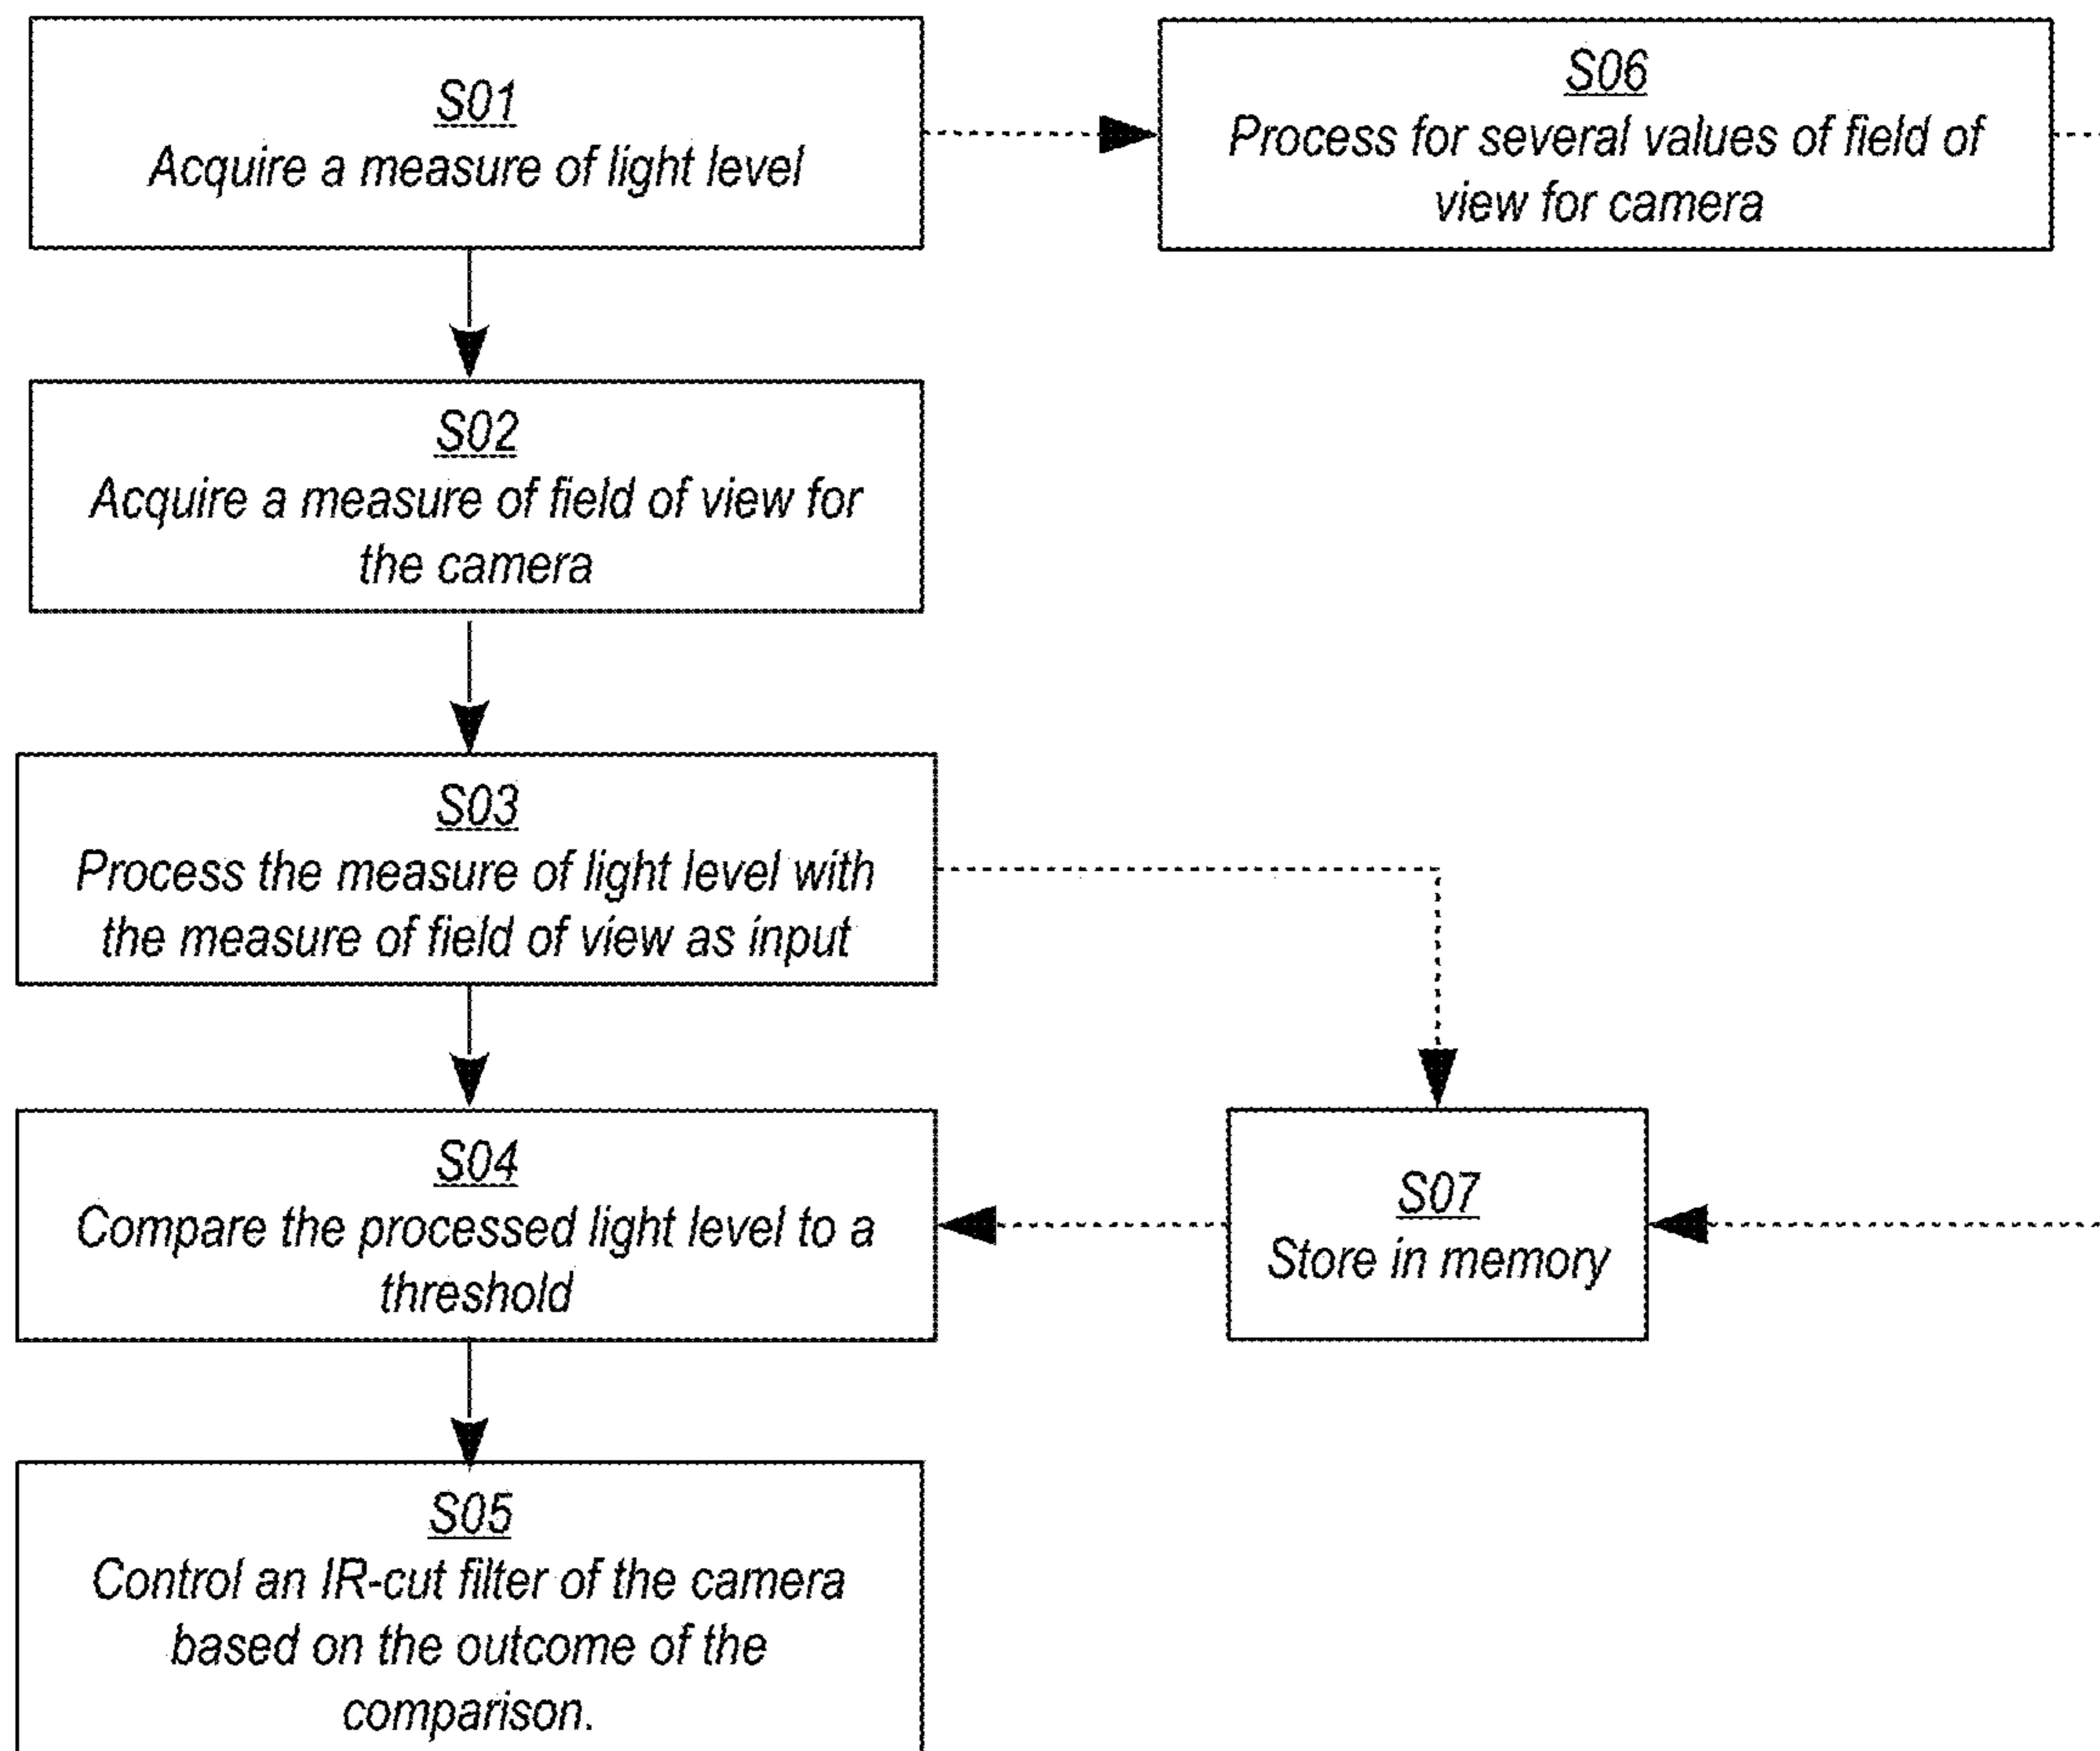 S01
Acquire a measure of light level
S06
Process for several values of field of
view for camera
S02
Acquire a measure of field of view for
the camera
S03
Process the measure of light level with
the measure of field of view as input
S04
Compare the processed light level to a
threshold
S07
Store in memory
S05
Control an IR-cut filter of the camera
based on the outcome of the
comparison.